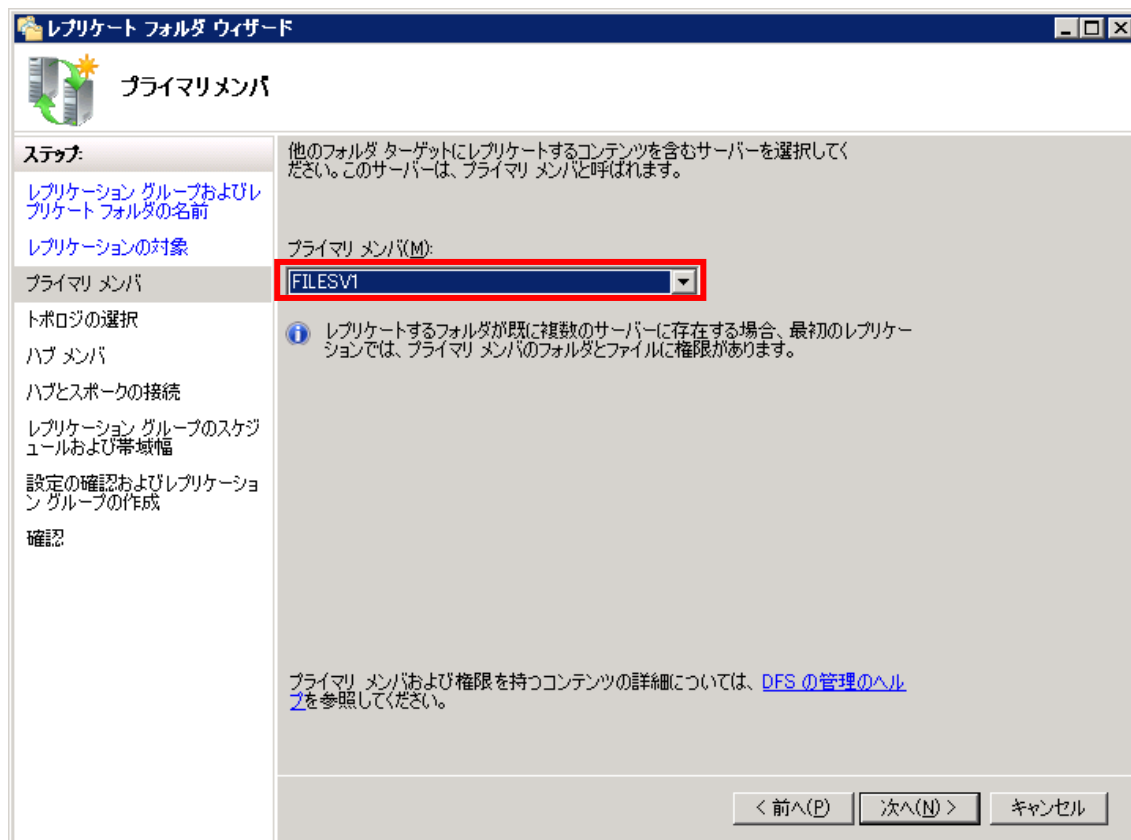 レプリケート フォルダ ウィザード
プライマリ メンバ
ステップ:
レプリケーション グループおよびレ
プリケート フォルダの名前
レプリケーションの対象
プライマリ メンバ
トポロジの選択
ハブ メンバ
ハブとスポークの接続
レプリケーション グループのスケジ
ュールおよび帯域幅
設定の確認およびレプリケーショ
ン グループの作成
確認
他のフォルダ ターゲットにレプリケートするコンテンツを含むサーバーを選択してく
ださい。このサーバーは、プライマリ メンバと呼ばれます。
プライマリ メンバ(M):
FILESV1
レプリケートするフォルダが既に複数のサーバーに存在する場合、最初のレプリケー
ションでは、プライマリ メンバのフォルダとファイルに権限があります。
プライマリ メンバおよび権限を持つコンテンツの詳細については、DFS の管理のヘル
プを参照してください。
< 前へ(P)
次へ(N) >
キャンセル